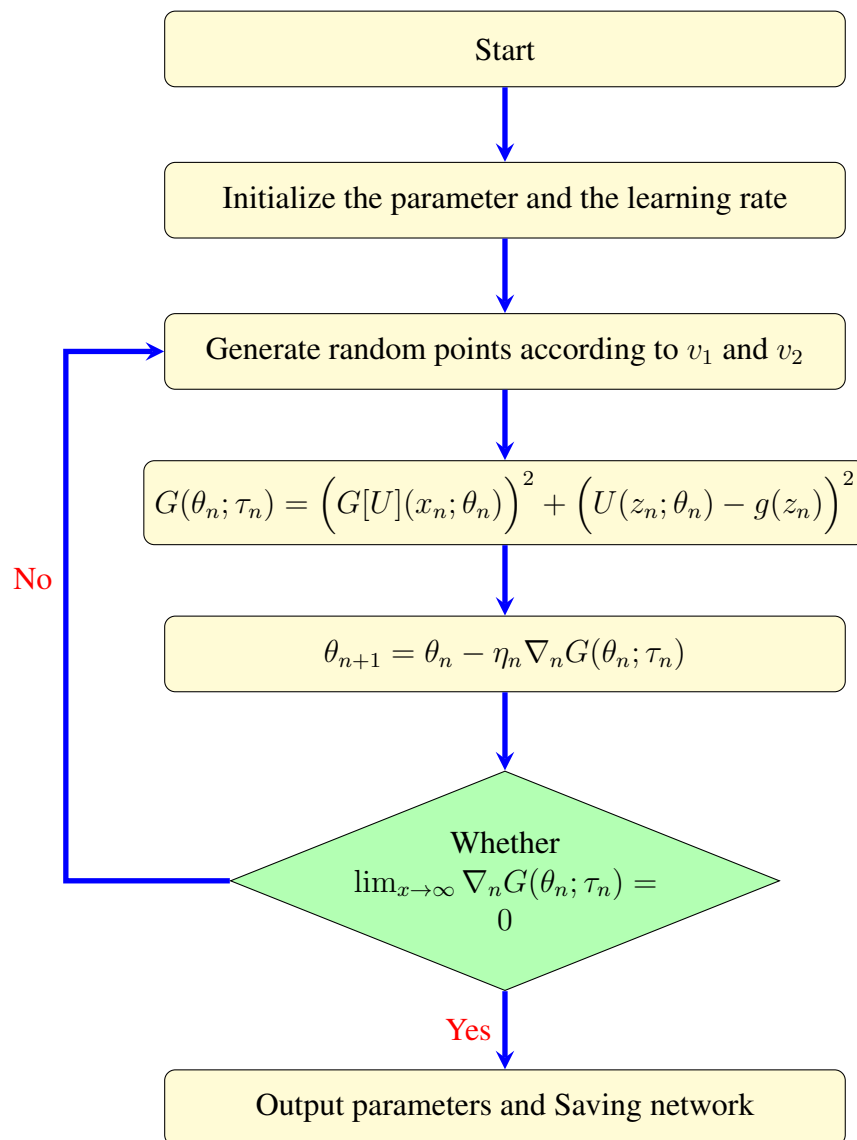 Start
Initialize the parameter and the learning rate
Generate random points according to v₁ and v₂
G(θₙ; τₙ) = (G[U](xₙ; θₙ))² + (U(zₙ; θₙ) − g(zₙ))²
No
θₙ₊₁ = θₙ − ηₙ∇ₙG(θₙ; τₙ)
Whether
limₓ→∞ ∇ₙG(θₙ; τₙ) =
0
Yes
Output parameters and Saving network